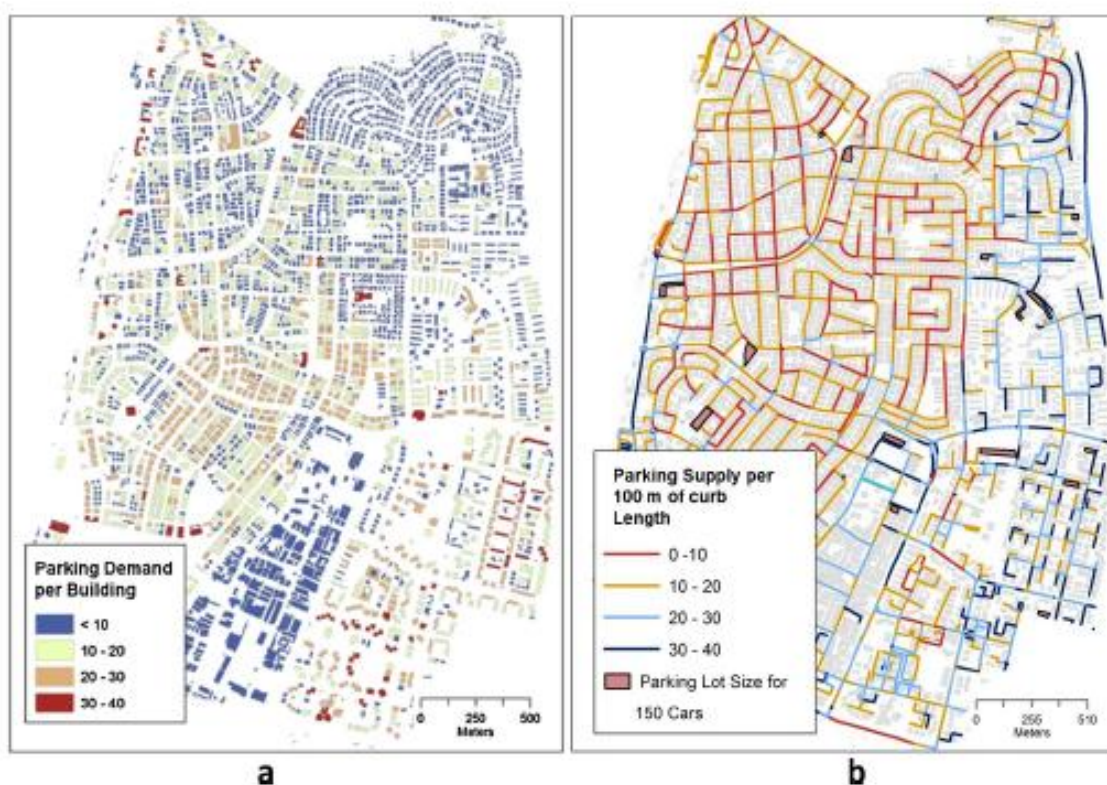 Parking Demand
per Building
< 10
10 - 20
20 - 30
30 - 40
0 250 500
Meters
a
Parking Supply per
100 m of curb
Length
0 -10
10 - 20
20 - 30
30 - 40
Parking Lot Size for
150 Cars
0 255 510
Meters
b